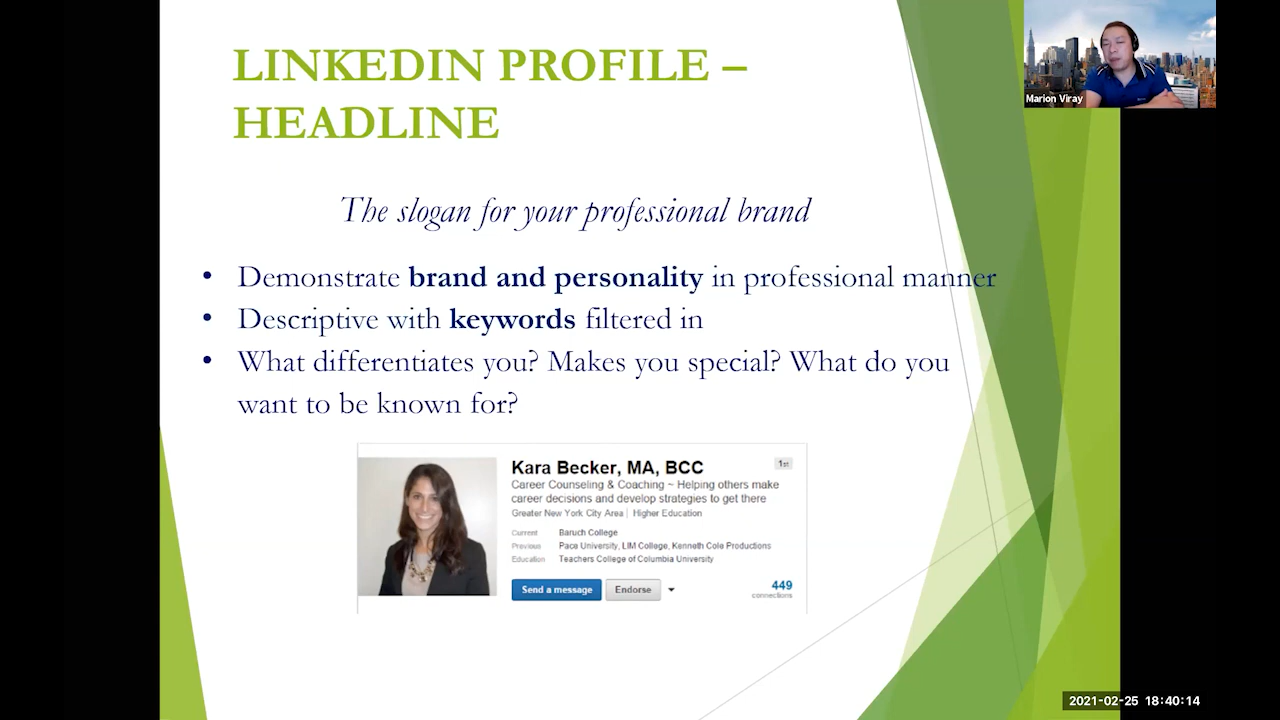 LINKEDIN PROFILE –
HEADLINE
Marion Viray
The slogan for your professional brand
• Demonstrate brand and personality in professional manner
• Descriptive with keywords filtered in
• What differentiates you? Makes you special? What do you
want to be known for?
Kara Becker, MA, BCC
1st
Career Counseling & Coaching ~ Helping others make
career decisions and develop strategies to get there
Greater New York City Area | Higher Education
Current Baruch College
Previous Pace University, LIM College, Kenneth Cole Productions
Education Teachers College of Columbia University
Send a message Endorse
449
connections
2021-02-25 18:40:14